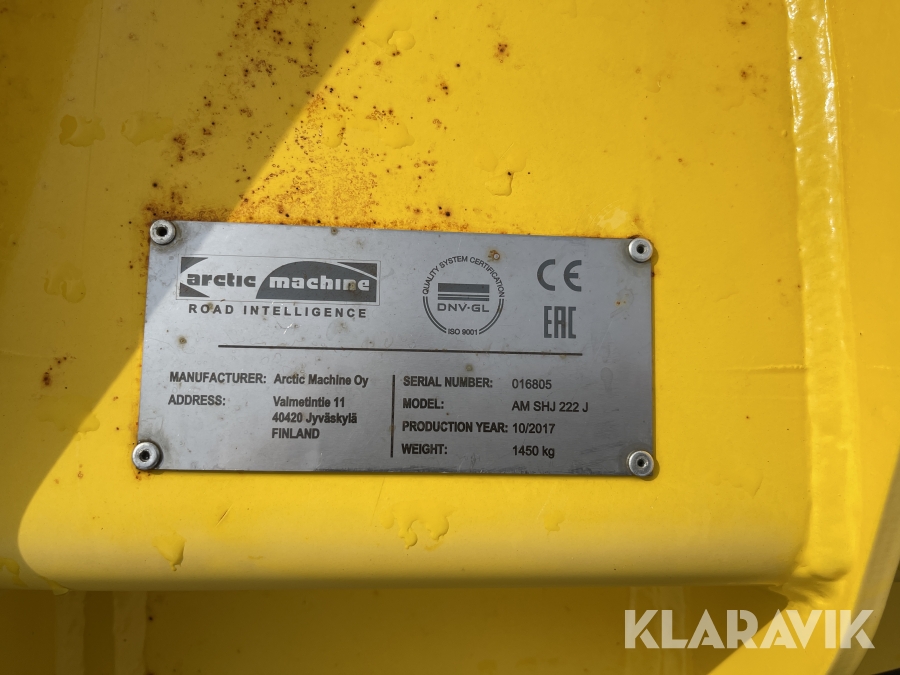 arctic machine
ROAD INTELLIGENCE
QUALITY SYSTEM CERTIFICATION
DNV·GL
ISO 9001
CE
EAC
MANUFACTURER: Arctic Machine Oy
ADDRESS: Valmetintie 11
40420 Jyväskylä
FINLAND
SERIAL NUMBER: 016805
MODEL: AM SHJ 222 J
PRODUCTION YEAR: 10/2017
WEIGHT: 1450 kg
KLARAVIK